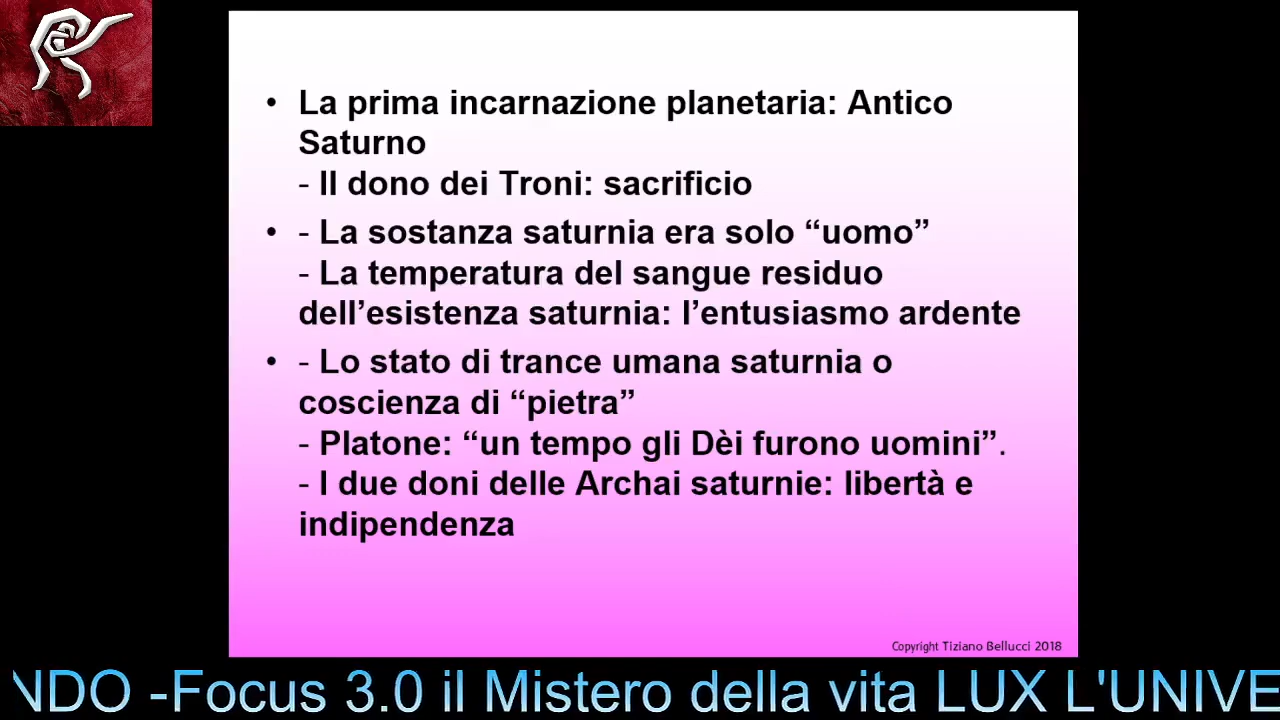 • La prima incarnazione planetaria: Antico
Saturno
- Il dono dei Troni: sacrificio
• - La sostanza saturnia era solo “uomo”
- La temperatura del sangue residuo
dell’esistenza saturnia: l’entusiasmo ardente
• - Lo stato di trance umana saturnia o
coscienza di “pietra”
- Platone: “un tempo gli Dèi furono uomini”.
- I due doni delle Archai saturnie: libertà e
indipendenza
Copyright Tiziano Bellucci 2018
NDO -Focus 3.0 il Mistero della vita LUX L'UNIVE